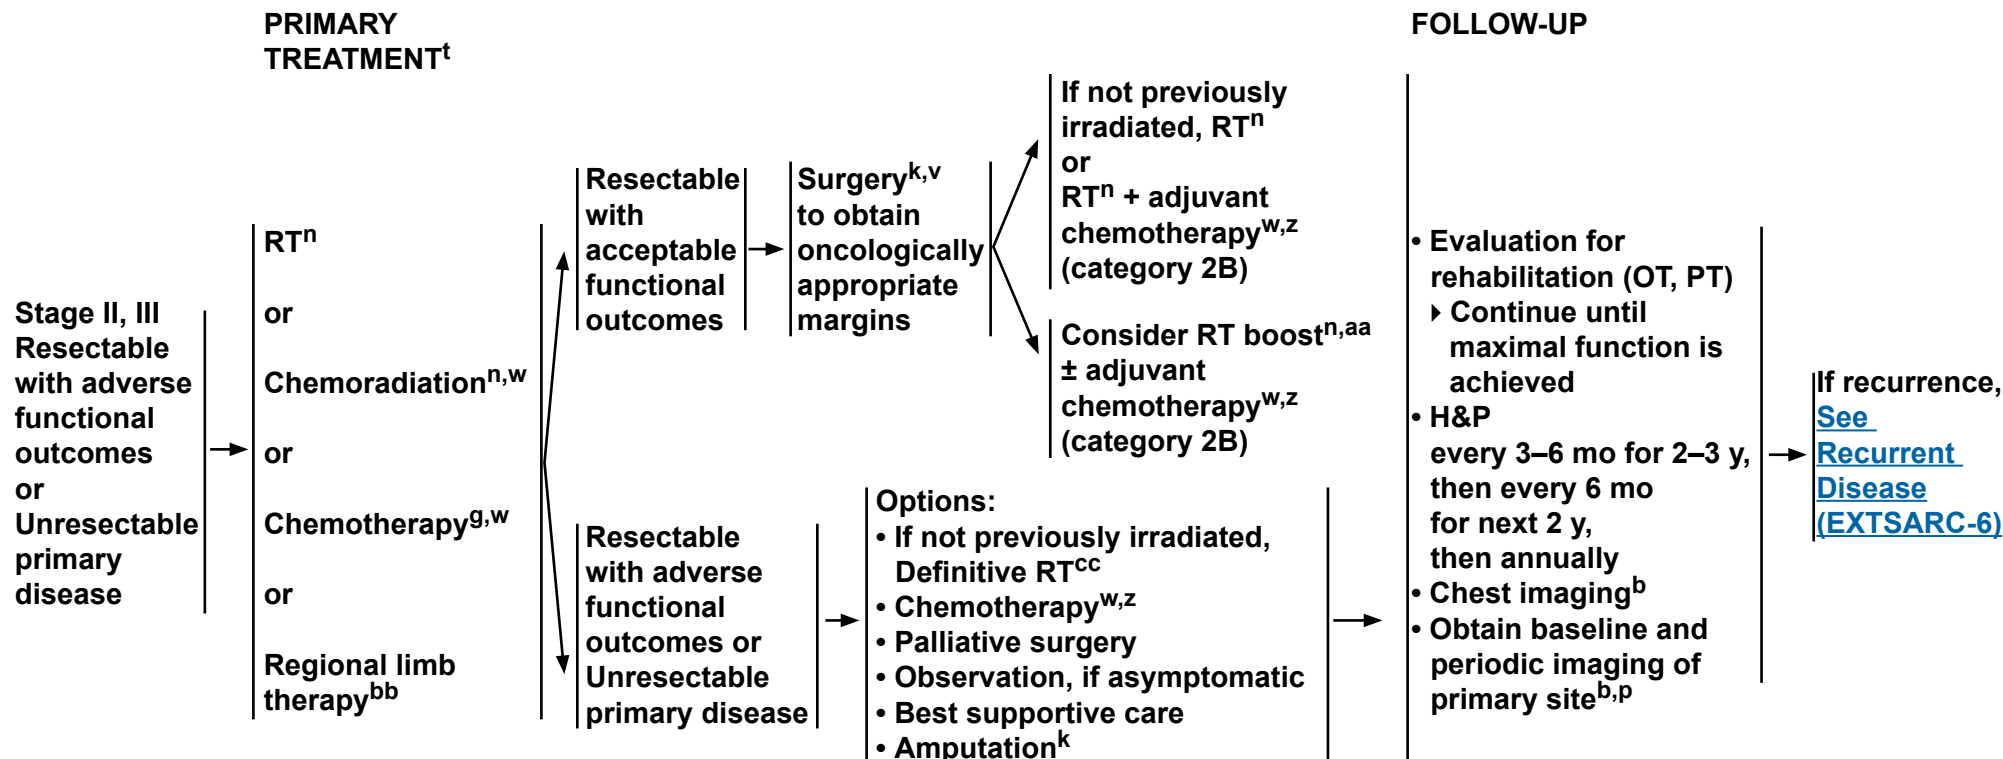 PRIMARY
TREATMENTt
FOLLOW-UP
Stage II, III
Resectable
with adverse
functional
outcomes
or
Unresectable
primary
disease
RTn
or
Chemoradiationn,w
or
Chemotherapyg,w
or
Regional limb
therapybb
Resectable
with
acceptable
functional
outcomes
Surgeryk,v
to obtain
oncologically
appropriate
margins
If not previously
irradiated, RTn
or
RTn + adjuvant
chemotherapyw,z
(category 2B)
Consider RT boostn,aa
± adjuvant
chemotherapyw,z
(category 2B)
Resectable
with adverse
functional
outcomes or
Unresectable
primary disease
Options:
• If not previously irradiated,
Definitive RTcc
• Chemotherapyw,z
• Palliative surgery
• Observation, if asymptomatic
• Best supportive care
• Amputationk
• Evaluation for
rehabilitation (OT, PT)
▸ Continue until
maximal function is
achieved
• H&P
every 3–6 mo for 2–3 y,
then every 6 mo
for next 2 y,
then annually
• Chest imagingb
• Obtain baseline and
periodic imaging of
primary siteb,p
If recurrence,
See
Recurrent
Disease
(EXTSARC-6)